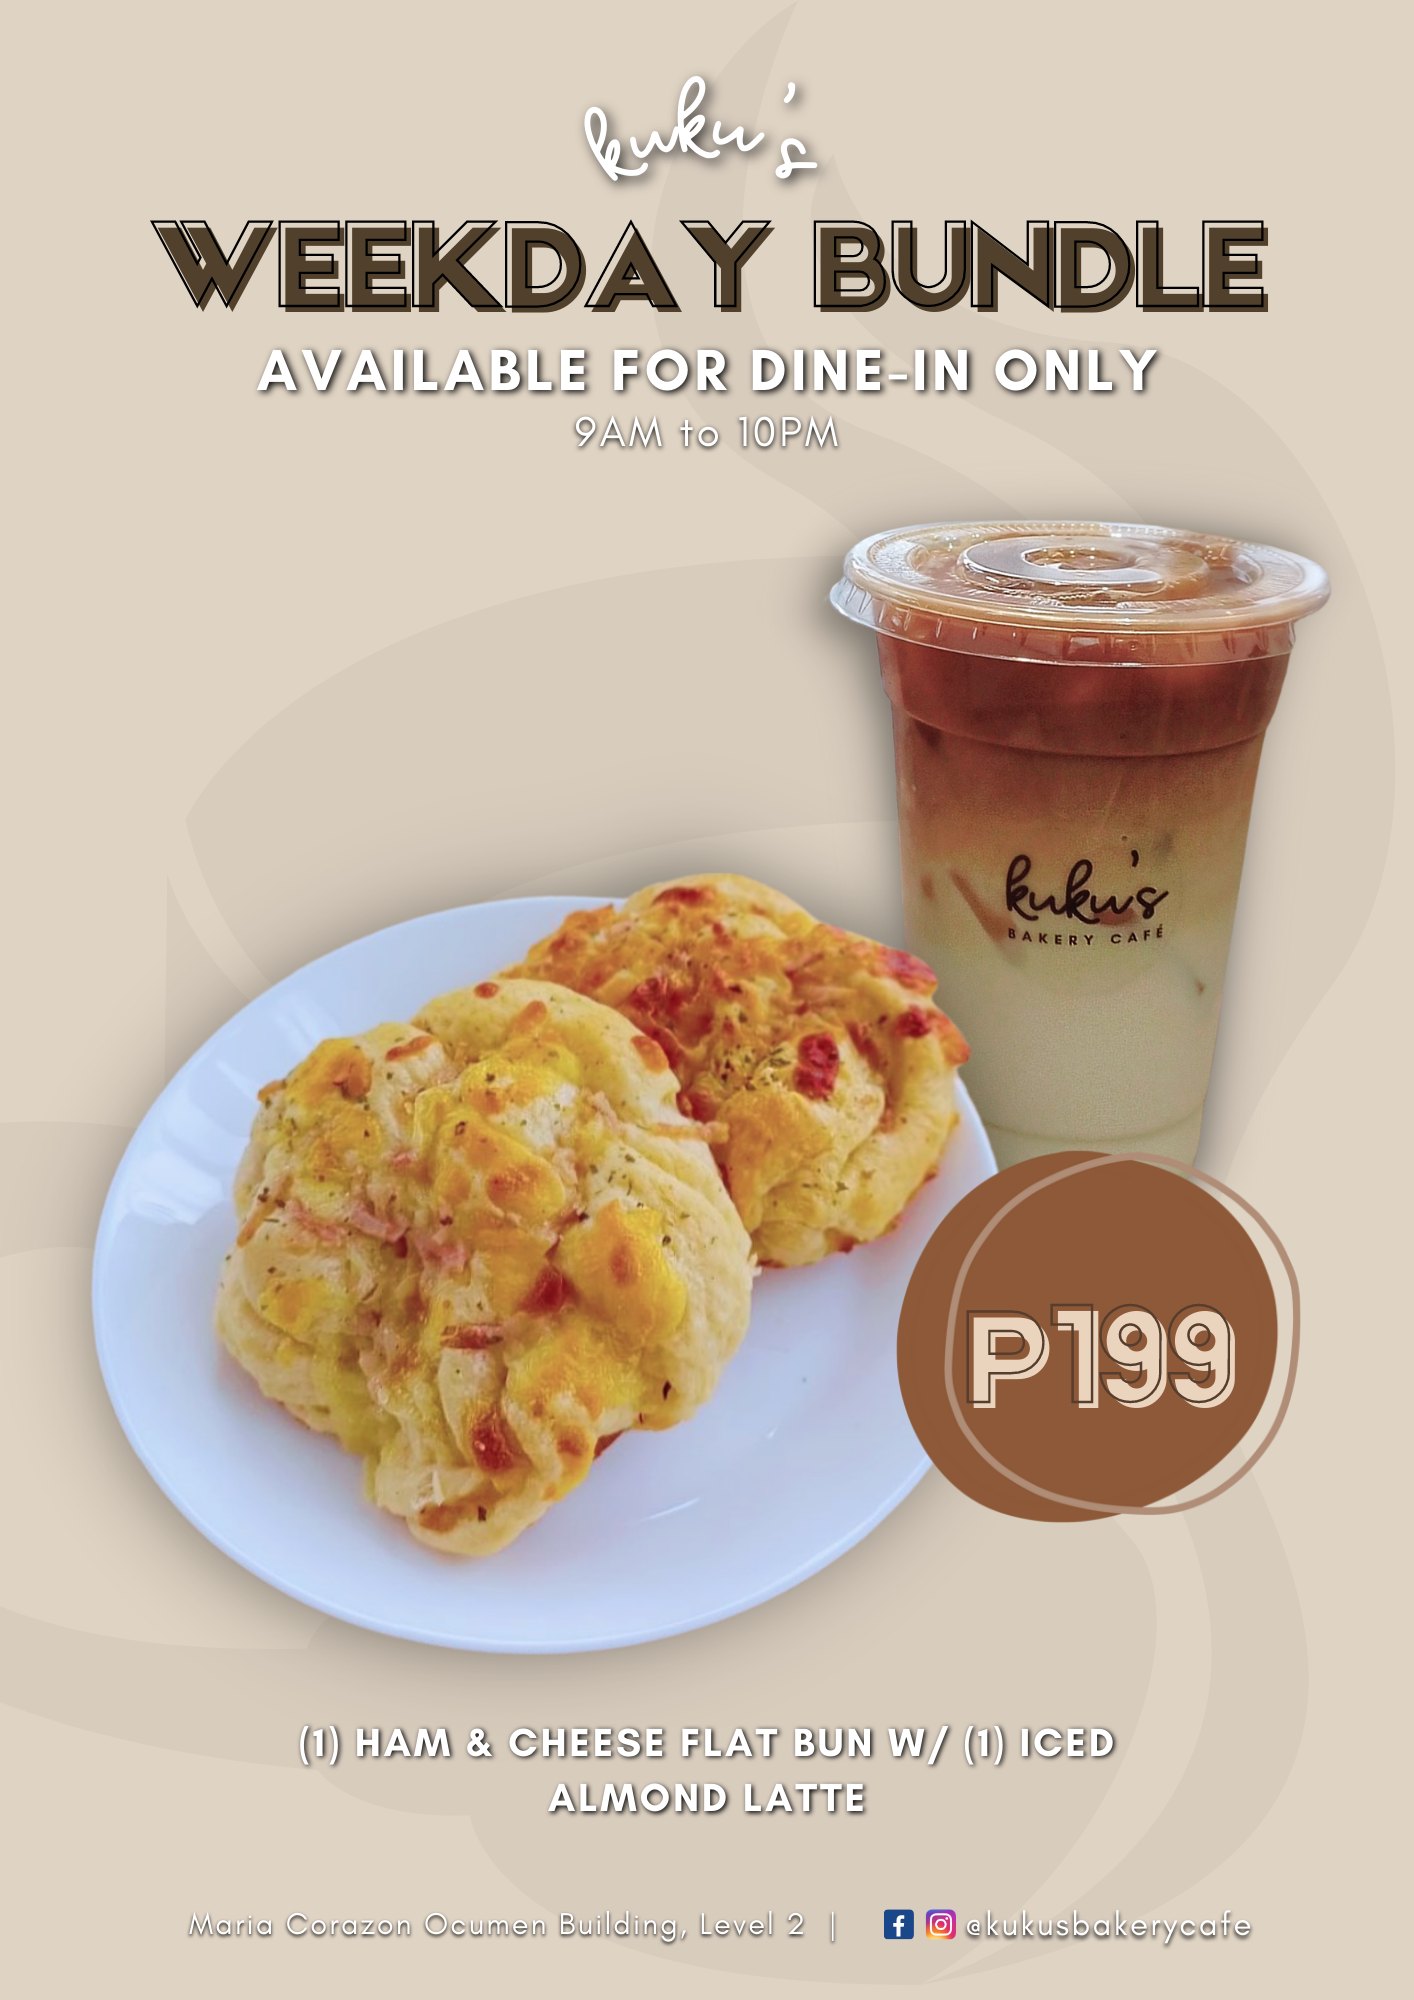 kuku's
WEEKDAY BUNDLE
AVAILABLE FOR DINE-IN ONLY
9AM to 10PM
kuku's
BAKERY CAFÉ
P199
(1) HAM & CHEESE FLAT BUN W/ (1) ICED
ALMOND LATTE
Maria Corazon Ocumen Building, Level 2 | @kukusbakerycafe